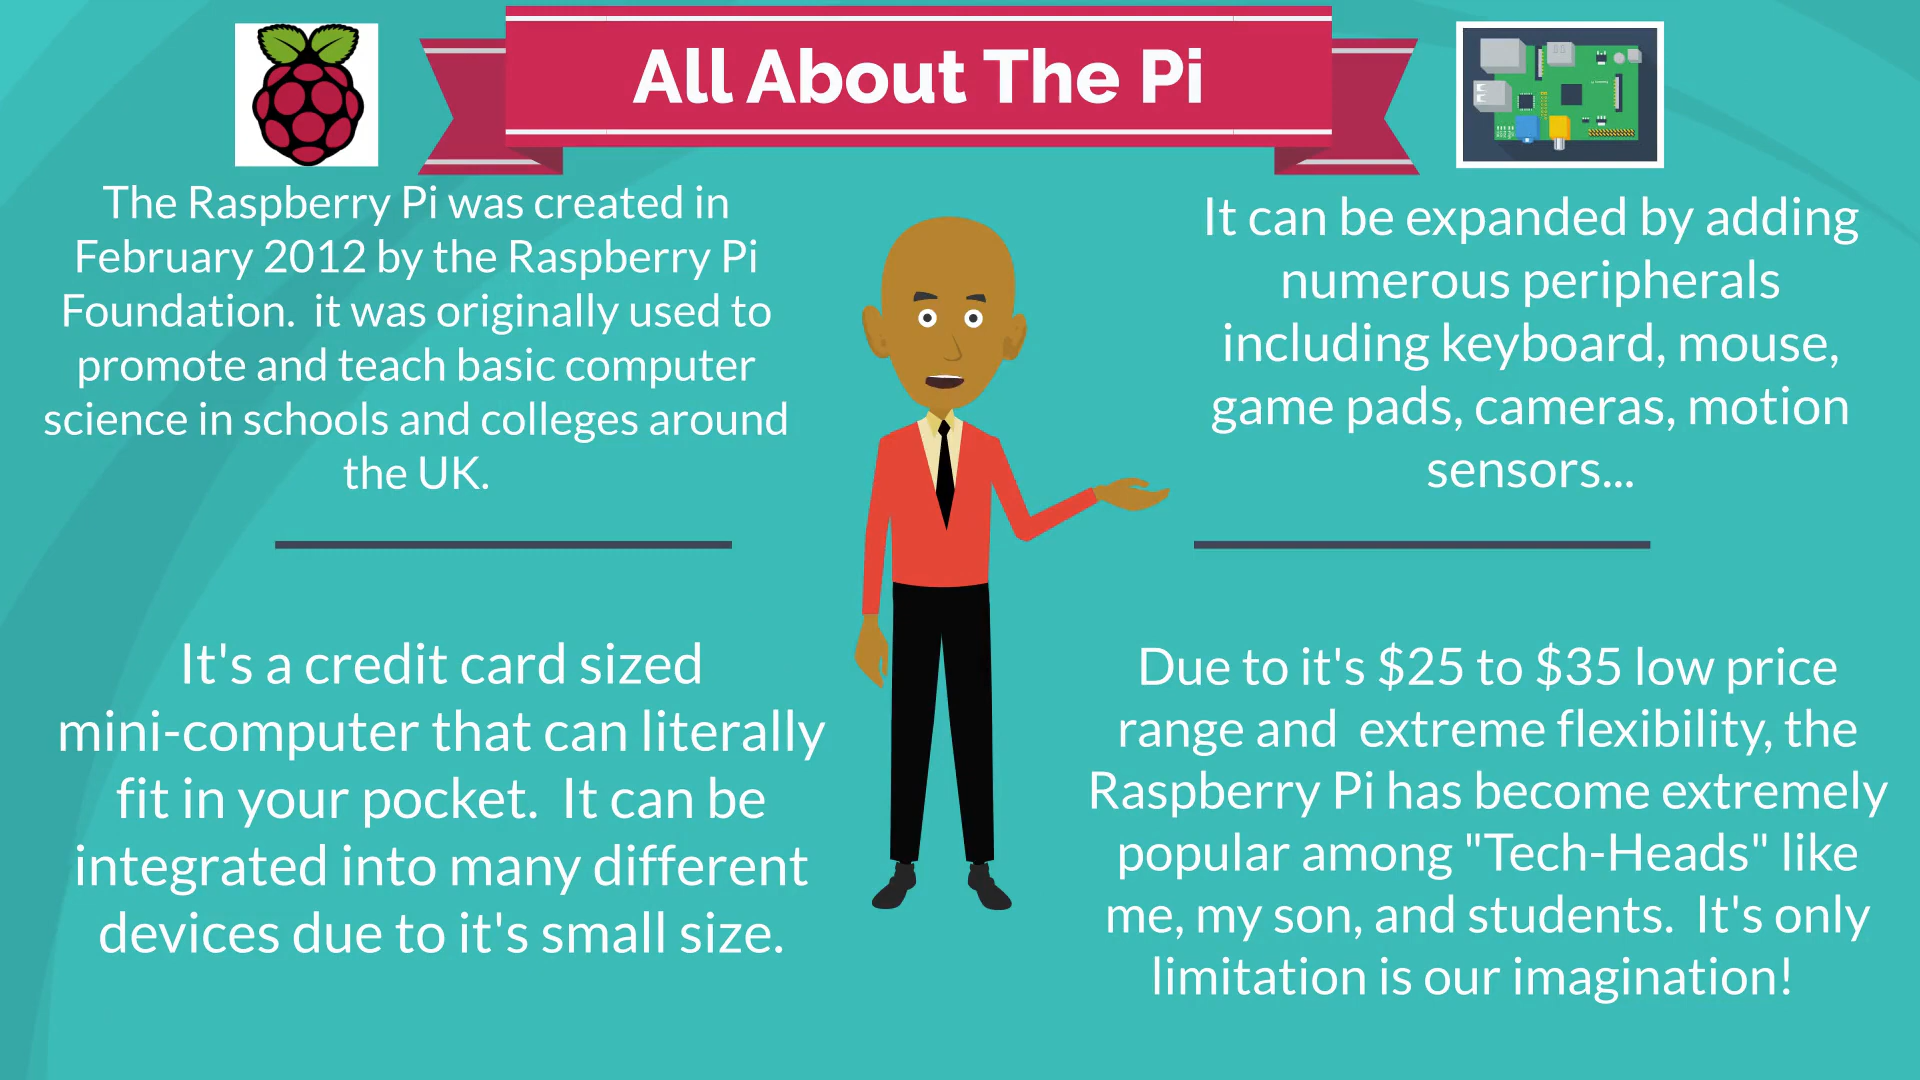 All About The Pi
The Raspberry Pi was created in
February 2012 by the Raspberry Pi
Foundation.  it was originally used to
promote and teach basic computer
science in schools and colleges around
the UK.
It can be expanded by adding
numerous peripherals
including keyboard, mouse,
game pads, cameras, motion
sensors...
It's a credit card sized
mini-computer that can literally
fit in your pocket.  It can be
integrated into many different
devices due to it's small size.
Due to it's $25 to $35 low price
range and  extreme flexibility, the
Raspberry Pi has become extremely
popular among "Tech-Heads" like
me, my son, and students.  It's only
limitation is our imagination!